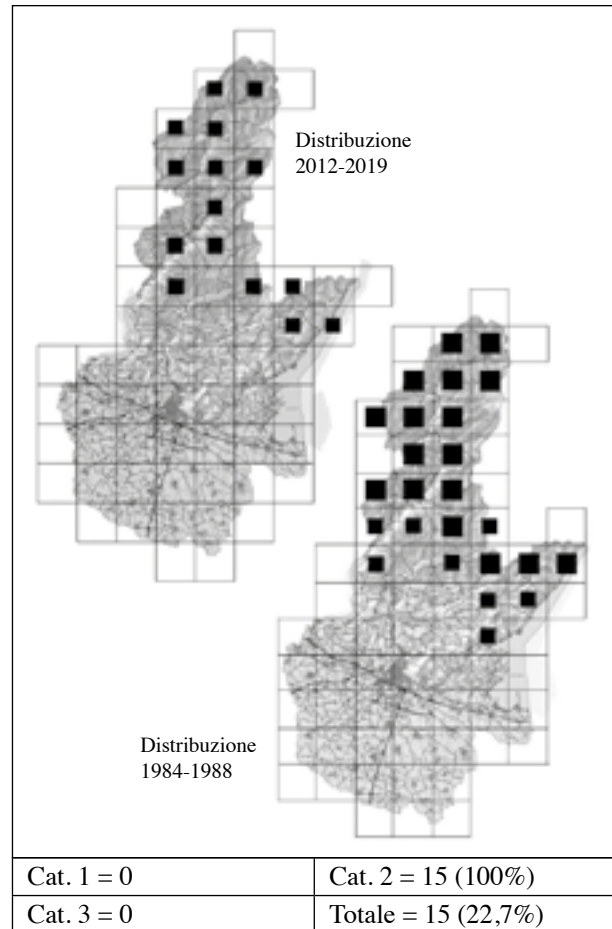 Distribuzione
2012-2019
Distribuzione
1984-1988
Cat. 1 = 0
Cat. 2 = 15 (100%)
Cat. 3 = 0
Totale = 15 (22,7%)